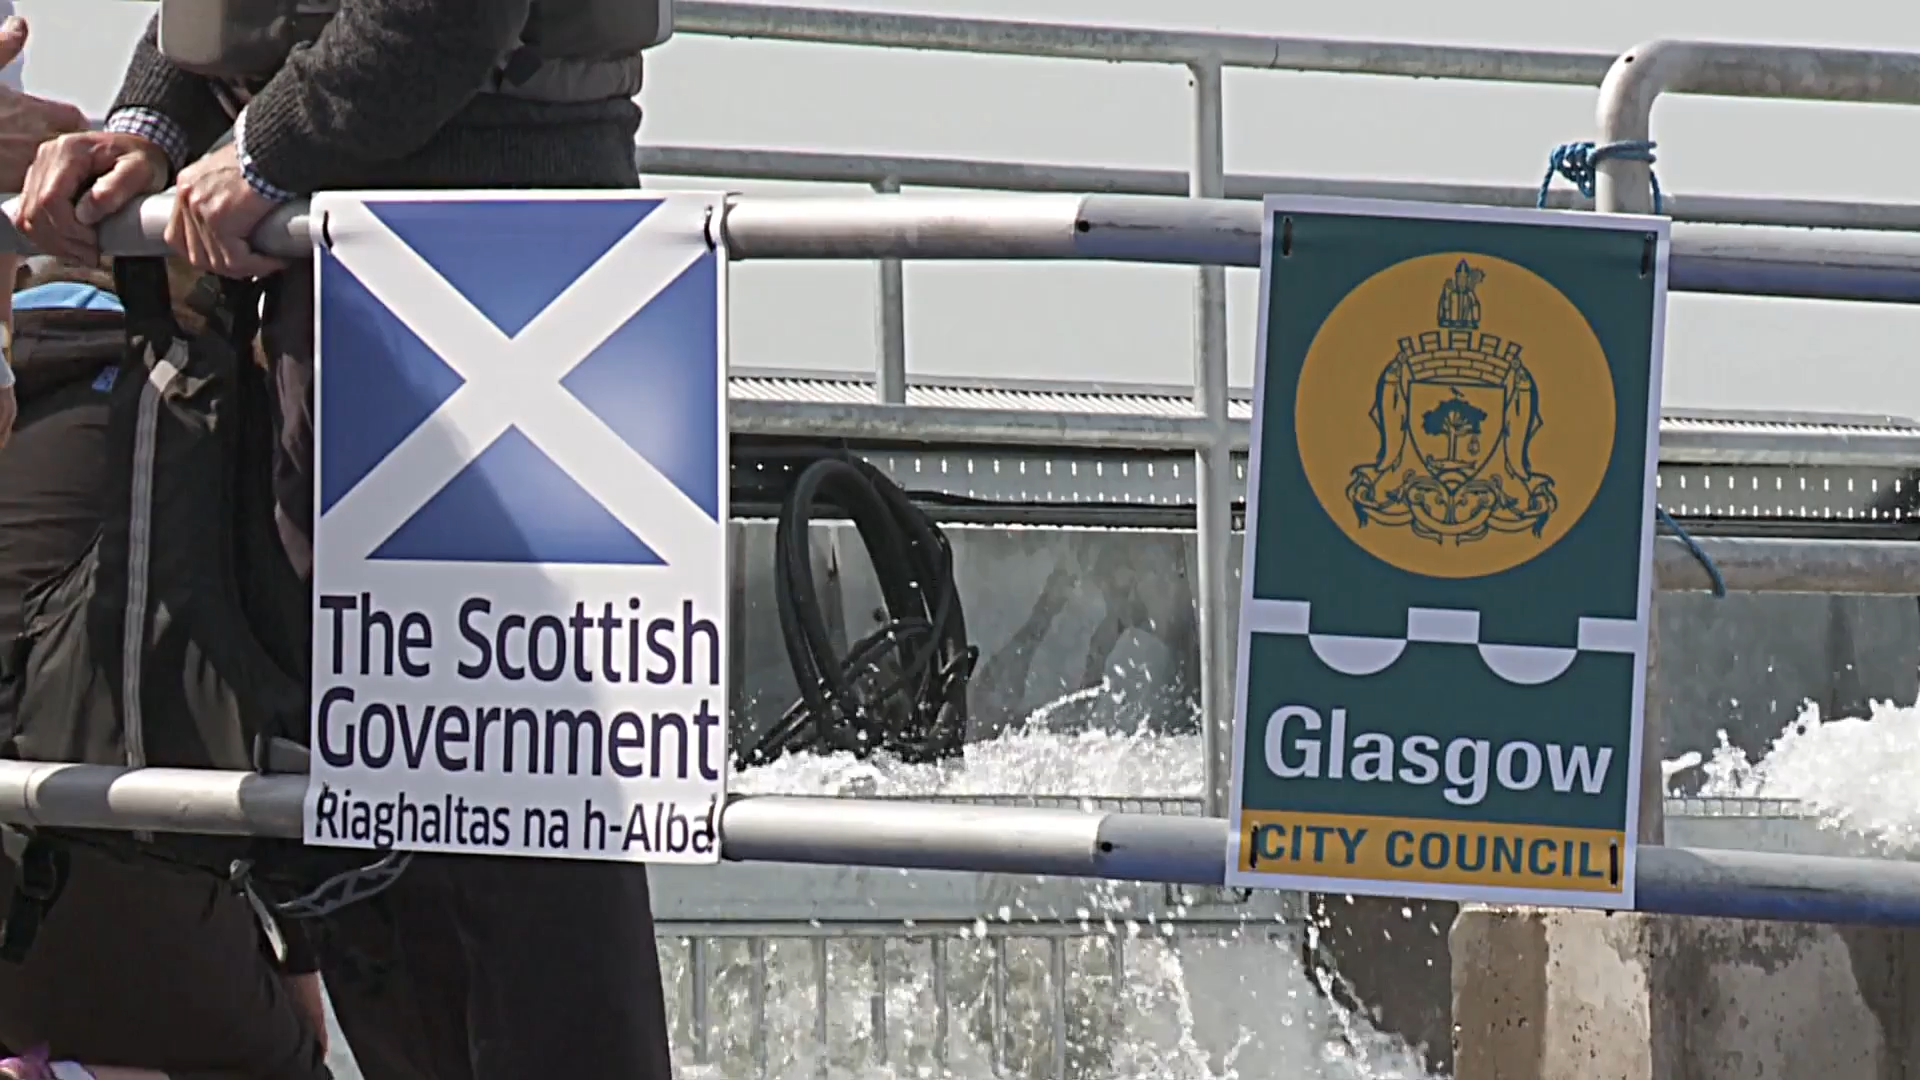 The Scottish
Government
Riaghaltas na h-Alba
Glasgow
CITY COUNCIL